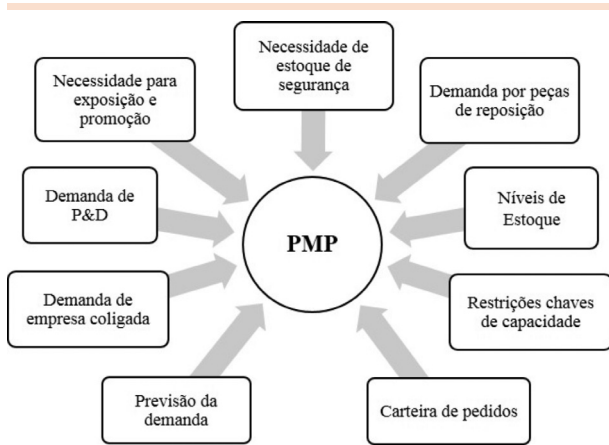 Necessidade de
estoque de
segurança
Necessidade para
exposição e
promoção
Demanda por peças
de reposição
Demanda de
P&D
PMP
Níveis de
Estoque
Demanda de
empresa coligada
Restrições chaves
de capacidade
Previsão da
demanda
Carteira de pedidos